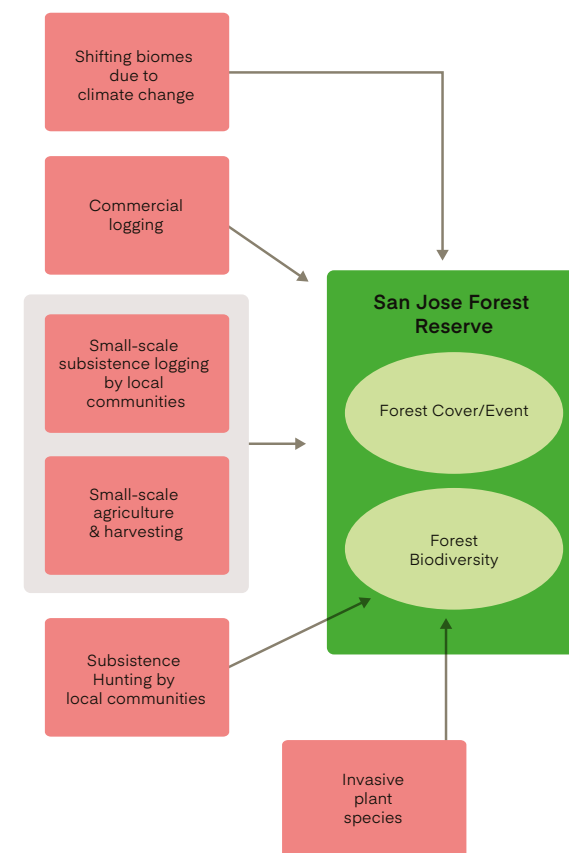 Shifting biomes
due to
climate change
Commercial
logging
Small-scale
subsistence logging
by local
communities
Small-scale
agriculture
& harvesting
Subsistence
Hunting by
local communities
San Jose Forest
Reserve
Forest Cover/Event
Forest
Biodiversity
Invasive
plant
species